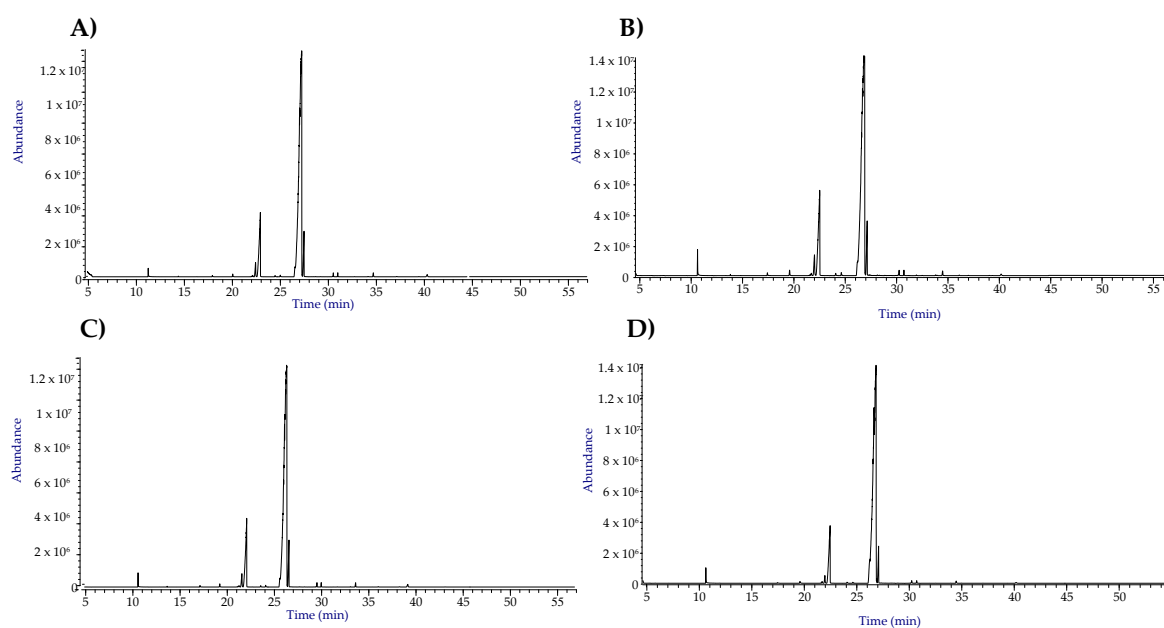 A)
1.2 x 10⁷
1 x 10⁷
8 x 10⁶
6 x 10⁶
4 x 10⁶
2 x 10⁶
0
Abundance
5 10 15 20 25 30 35 40 45 50 55
Time (min)
B)
1.4 x 10⁷
1.2 x 10⁷
1 x 10⁷
8 x 10⁶
6 x 10⁶
4 x 10⁶
2 x 10⁶
0
Abundance
5 10 15 20 25 30 35 40 45 50 55
Time (min)
C)
1.2 x 10⁷
1 x 10⁷
8 x 10⁶
6 x 10⁶
4 x 10⁶
2 x 10⁶
0
Abundance
5 10 15 20 25 30 35 40 45 50 55
Time (min)
D)
1.4 x 10⁷
1.2 x 10⁷
1 x 10⁷
8 x 10⁶
6 x 10⁶
4 x 10⁶
2 x 10⁶
0
Abundance
5 10 15 20 25 30 35 40 45 50
Time (min)